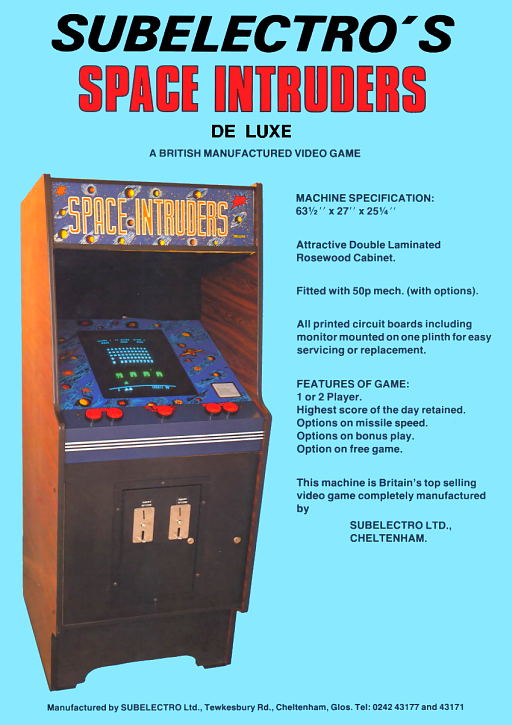 SUBELECTRO´S
SPACE INTRUDERS
DE LUXE
A BRITISH MANUFACTURED VIDEO GAME
SPACE INTRUDERS
MACHINE SPECIFICATION:
63½′′ x 27′′ x 25¼′′
Attractive Double Laminated
Rosewood Cabinet.
Fitted with 50p mech. (with options).
All printed circuit boards including
monitor mounted on one plinth for easy
servicing or replacement.
FEATURES OF GAME:
1 or 2 Player.
Highest score of the day retained.
Options on missile speed.
Options on bonus play.
Option on free game.
This machine is Britain's top selling
video game completely manufactured
by
SUBELECTRO LTD.,
CHELTENHAM.
Manufactured by SUBELECTRO Ltd., Tewkesbury Rd., Cheltenham, Glos. Tel: 0242 43177 and 43171